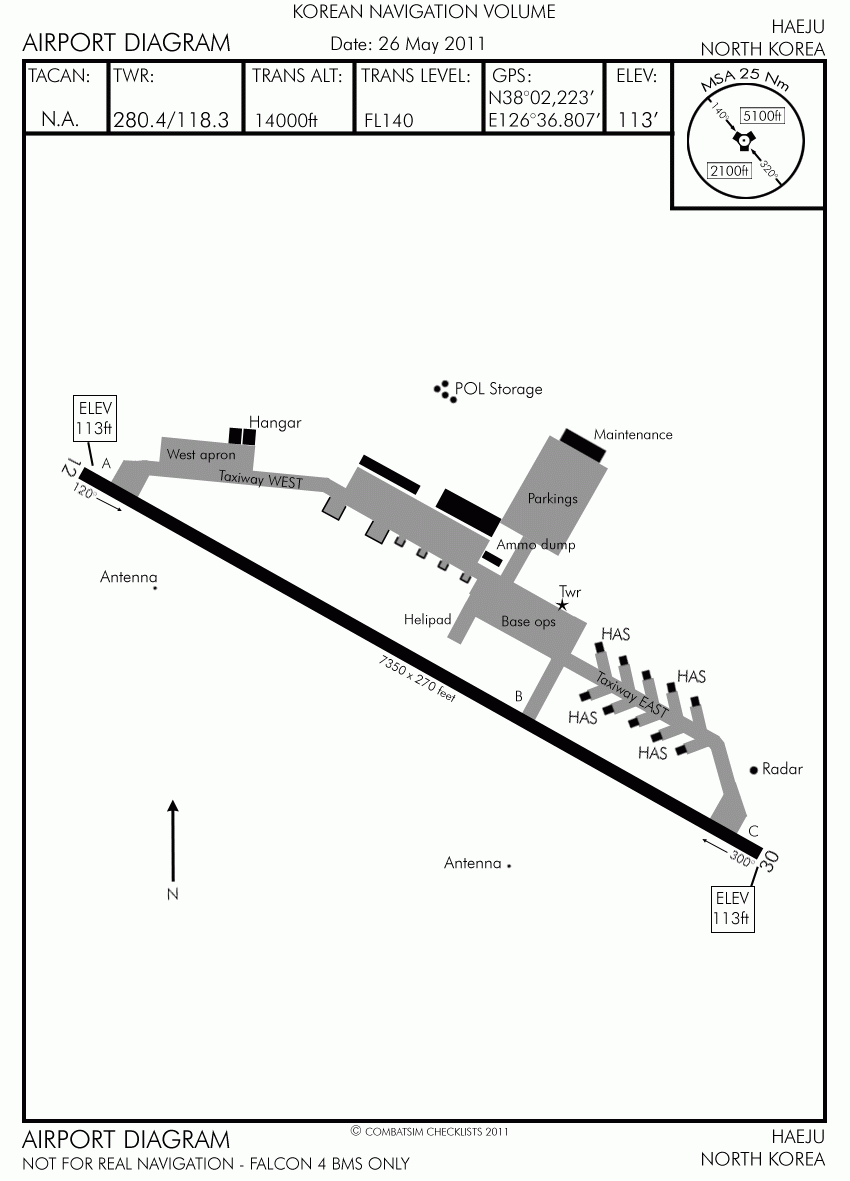 KOREAN NAVIGATION VOLUME
AIRPORT DIAGRAM
Date: 26 May 2011
HAEJU
NORTH KOREA
TACAN:
N.A.
TWR:
280.4/118.3
TRANS ALT:
14000ft
TRANS LEVEL:
FL140
GPS:
N38°02,223'
E126°36.807'
ELEV:
113'
MSA 25 Nm
140°
5100ft
2100ft
320°
POL Storage
ELEV
113ft
Hangar
Maintenance
12
A
West apron
Taxiway WEST
120°
Parkings
Ammo dump
Antenna
Twr
Helipad
Base ops
HAS
7350 x 270 feet
B
Taxiway EAST
HAS
HAS
HAS
Radar
C
300°
30
Antenna
N
ELEV
113ft
© COMBATSIM CHECKLISTS 2011
AIRPORT DIAGRAM
HAEJU
NOT FOR REAL NAVIGATION - FALCON 4 BMS ONLY
NORTH KOREA